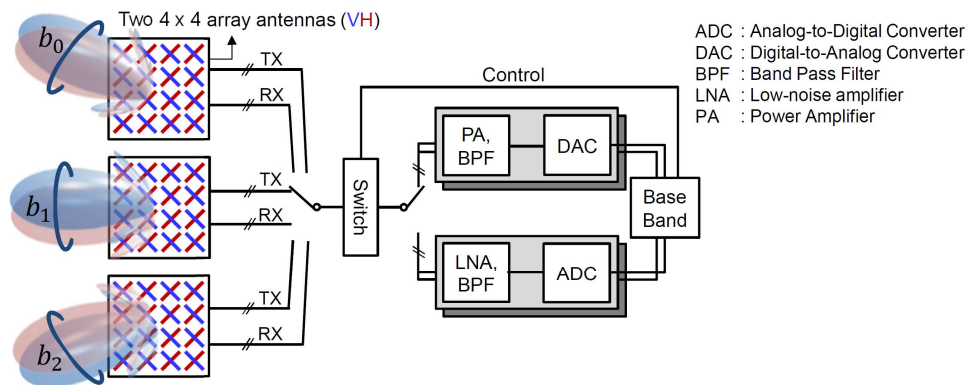 Two 4 x 4 array antennas (VH)
b0
TX
RX
b1
TX
RX
b2
TX
RX
Control
Switch
PA,
BPF
DAC
LNA,
BPF
ADC
Base
Band
ADC : Analog-to-Digital Converter
DAC : Digital-to-Analog Converter
BPF : Band Pass Filter
LNA : Low-noise amplifier
PA : Power Amplifier